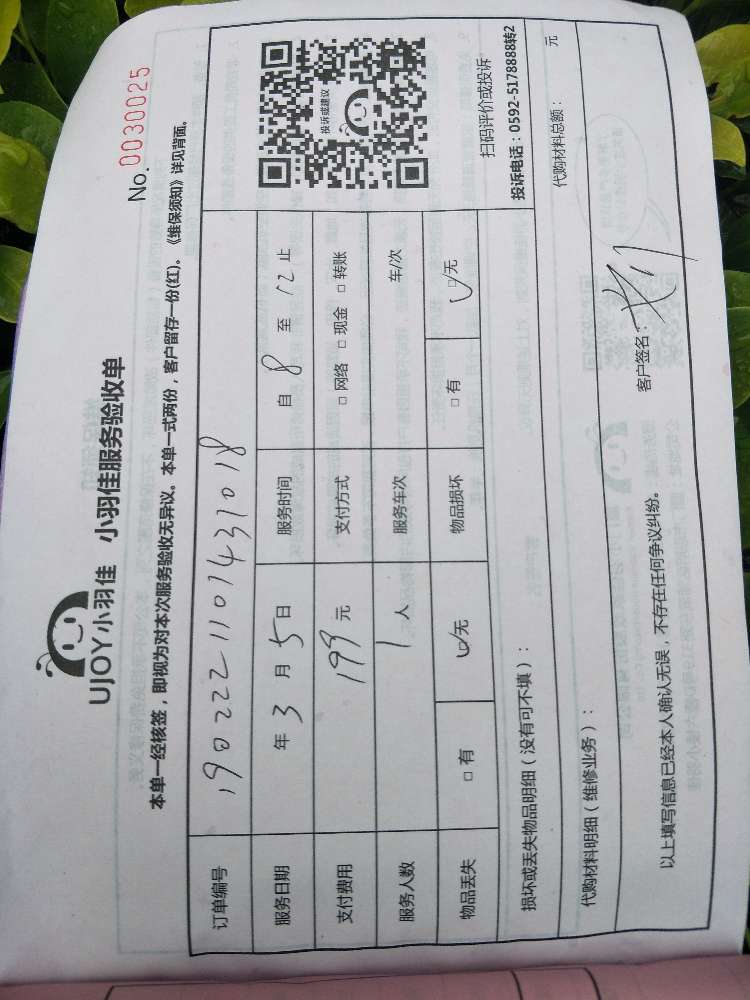 UJOY小羽佳 小羽佳服务验收单
No. 0030025
本单一经核签，即视为对本次服务验收无异议。本单一式两份，客户留存一份(红)。《维保须知》详见背面。
订单编号 1902221101431018
服务日期 年 3 月 5 日 服务时间 自 8 至 12 止
支付费用 199 元 支付方式 □ 网络 □ 现金 □ 转账
服务人数 1 人 服务车次 车/次
物品丢失 □ 有 ☑无 物品损坏 □ 有 ☑无
投诉或建议
扫码评价或投诉
投诉电话：0592-5178888转2
损坏或丢失物品明细（没有可不填）：
代购材料明细（维修业务）： 代购材料总额： 元
以上填写信息已经本人确认无误，不存在任何争议纠纷。 客户签名：